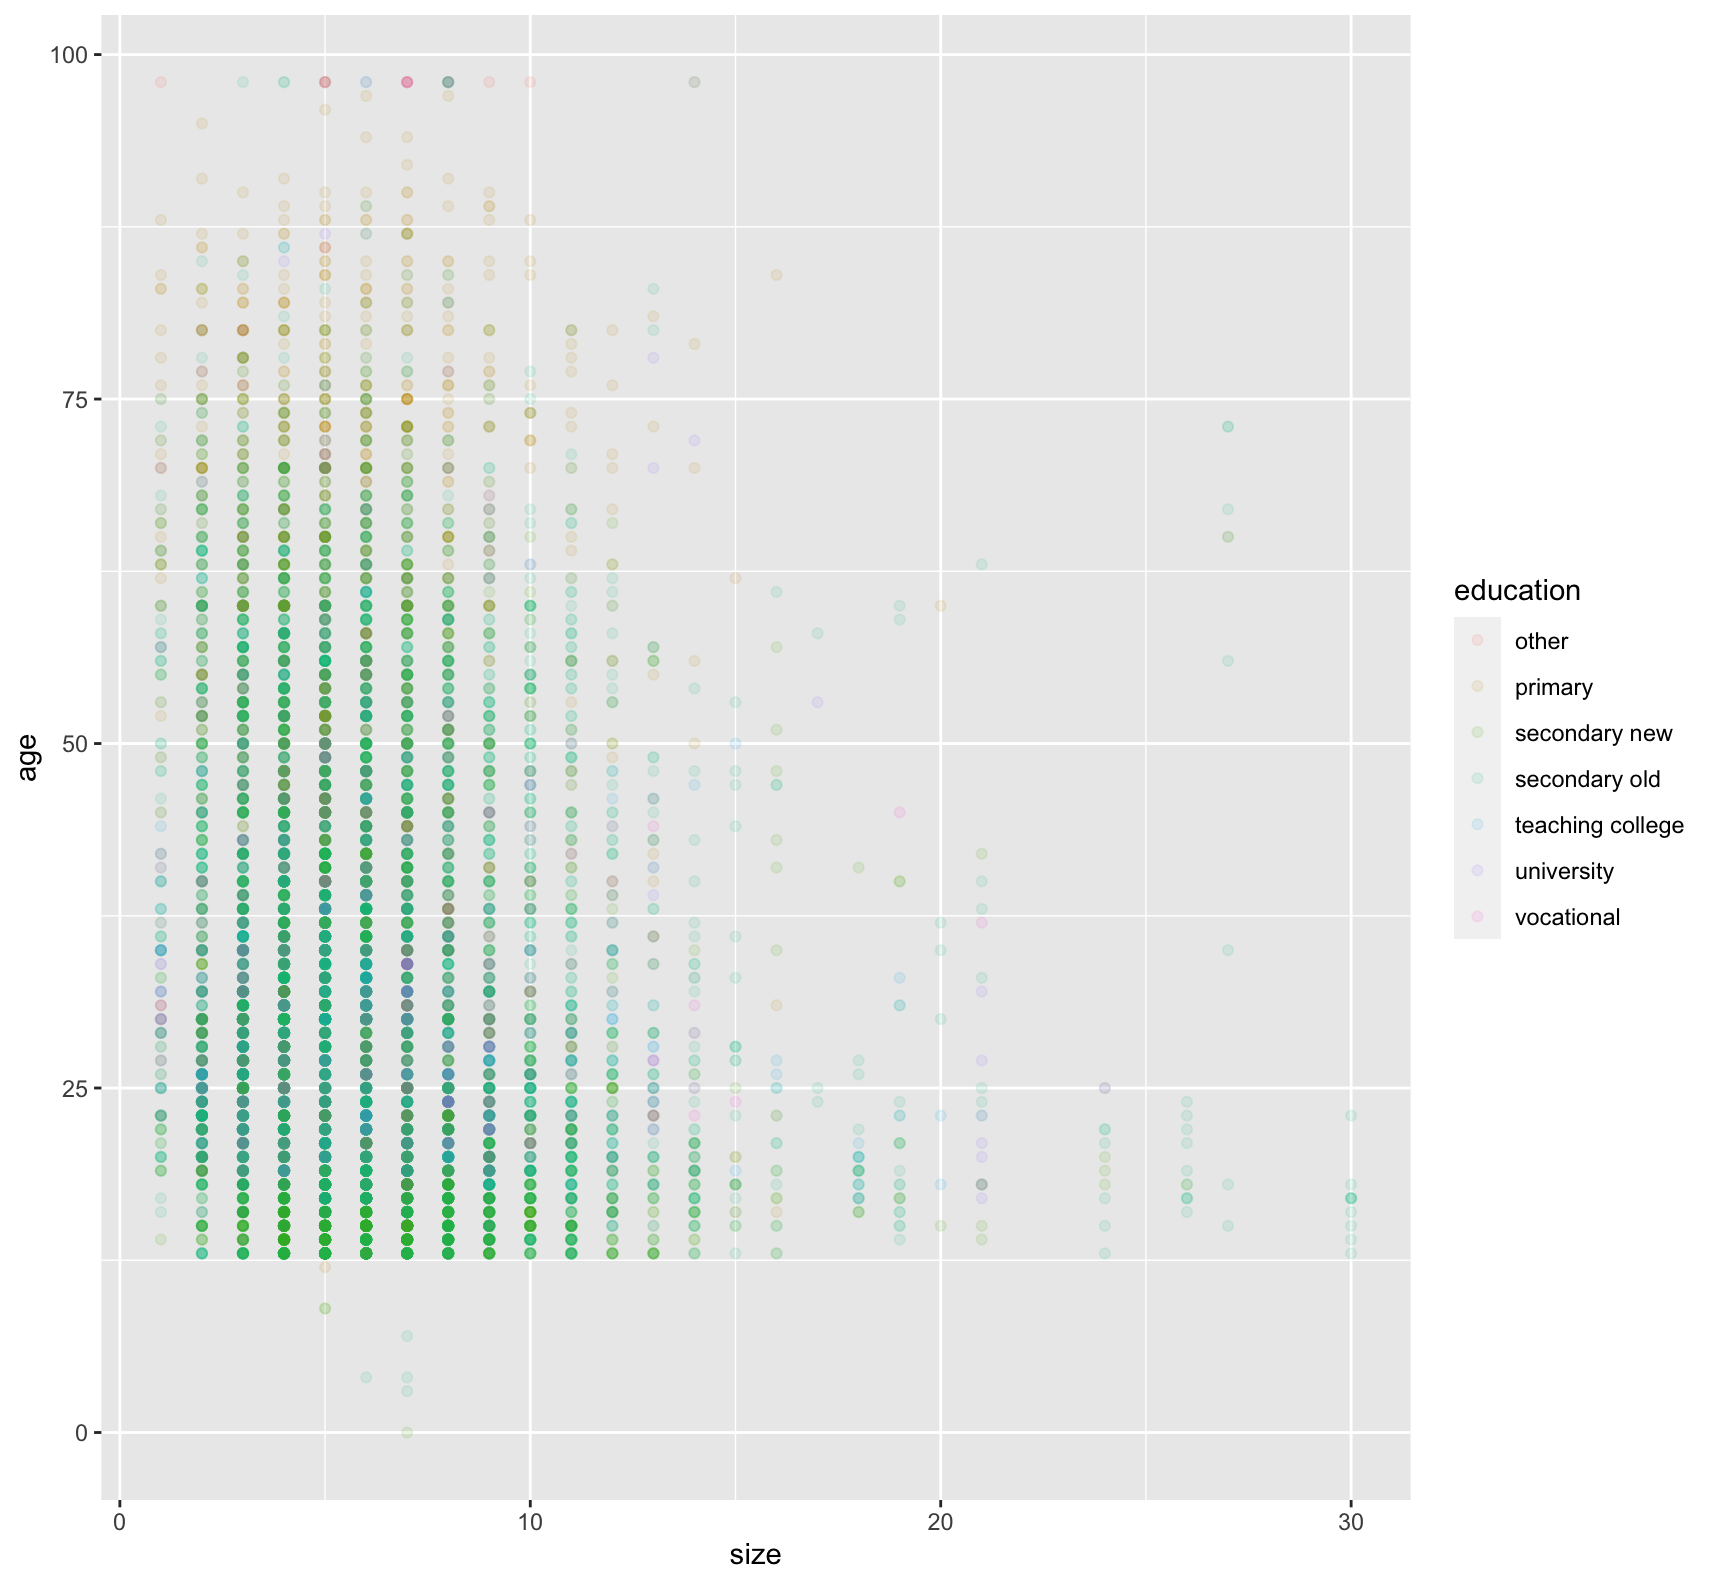 100
75
50
25
0
age
0
10
20
30
size
education
other
primary
secondary new
secondary old
teaching college
university
vocational